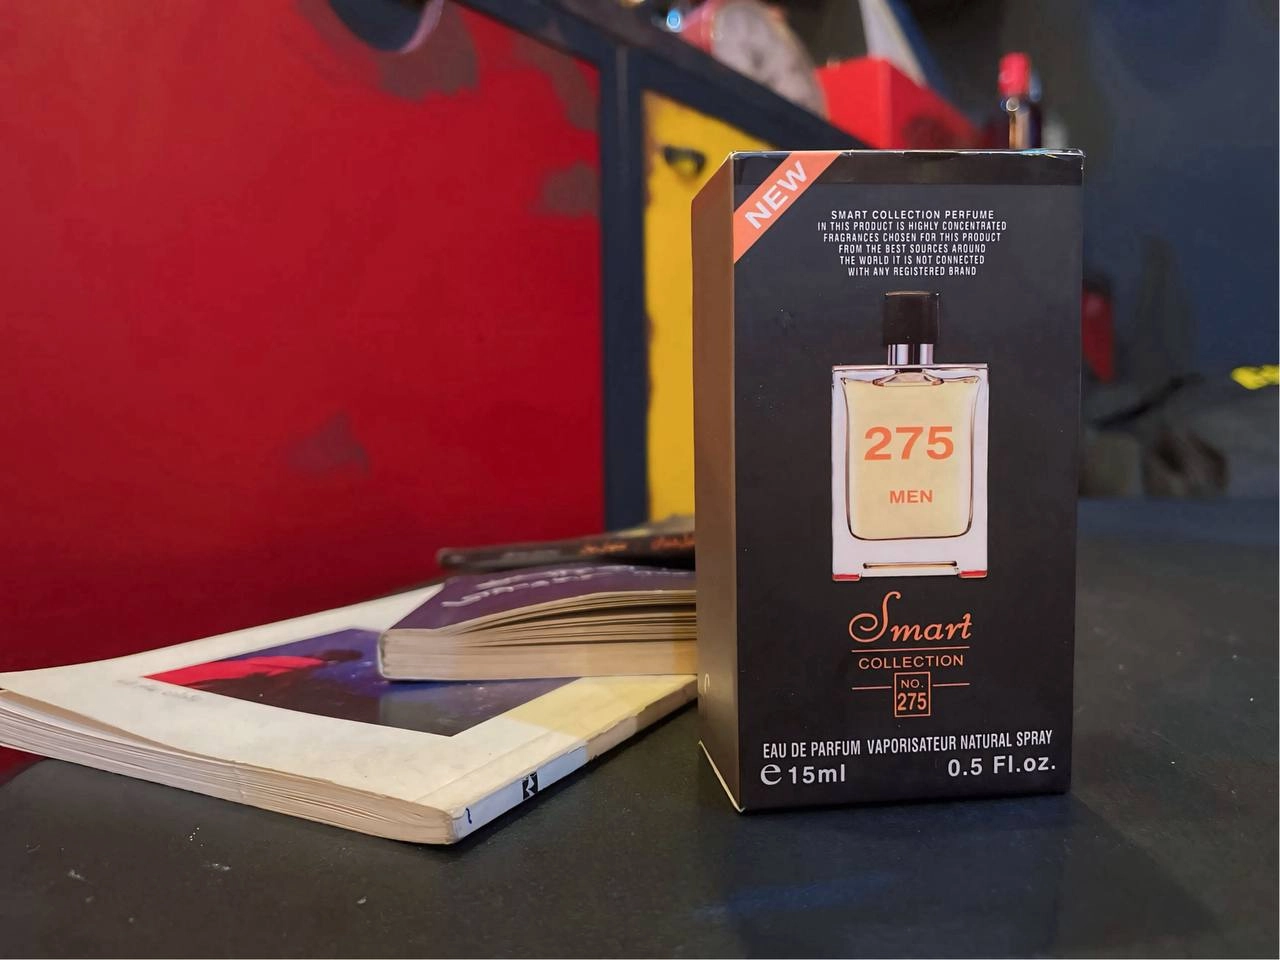 NEW
SMART COLLECTION PERFUME
IN THIS PRODUCT IS HIGHLY CONCENTRATED
FRAGRANCES CHOSEN FOR THIS PRODUCT
FROM THE BEST SOURCES AROUND
THE WORLD IT IS NOT CONNECTED
WITH ANY REGISTERED BRAND
275
MEN
Smart
COLLECTION
NO.
275
EAU DE PARFUM VAPORISATEUR NATURAL SPRAY
e 15ml 0.5 Fl.oz.